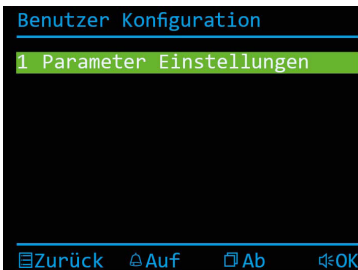 Benutzer Konfiguration
1 Parameter Einstellungen
Zurück Auf Ab OK